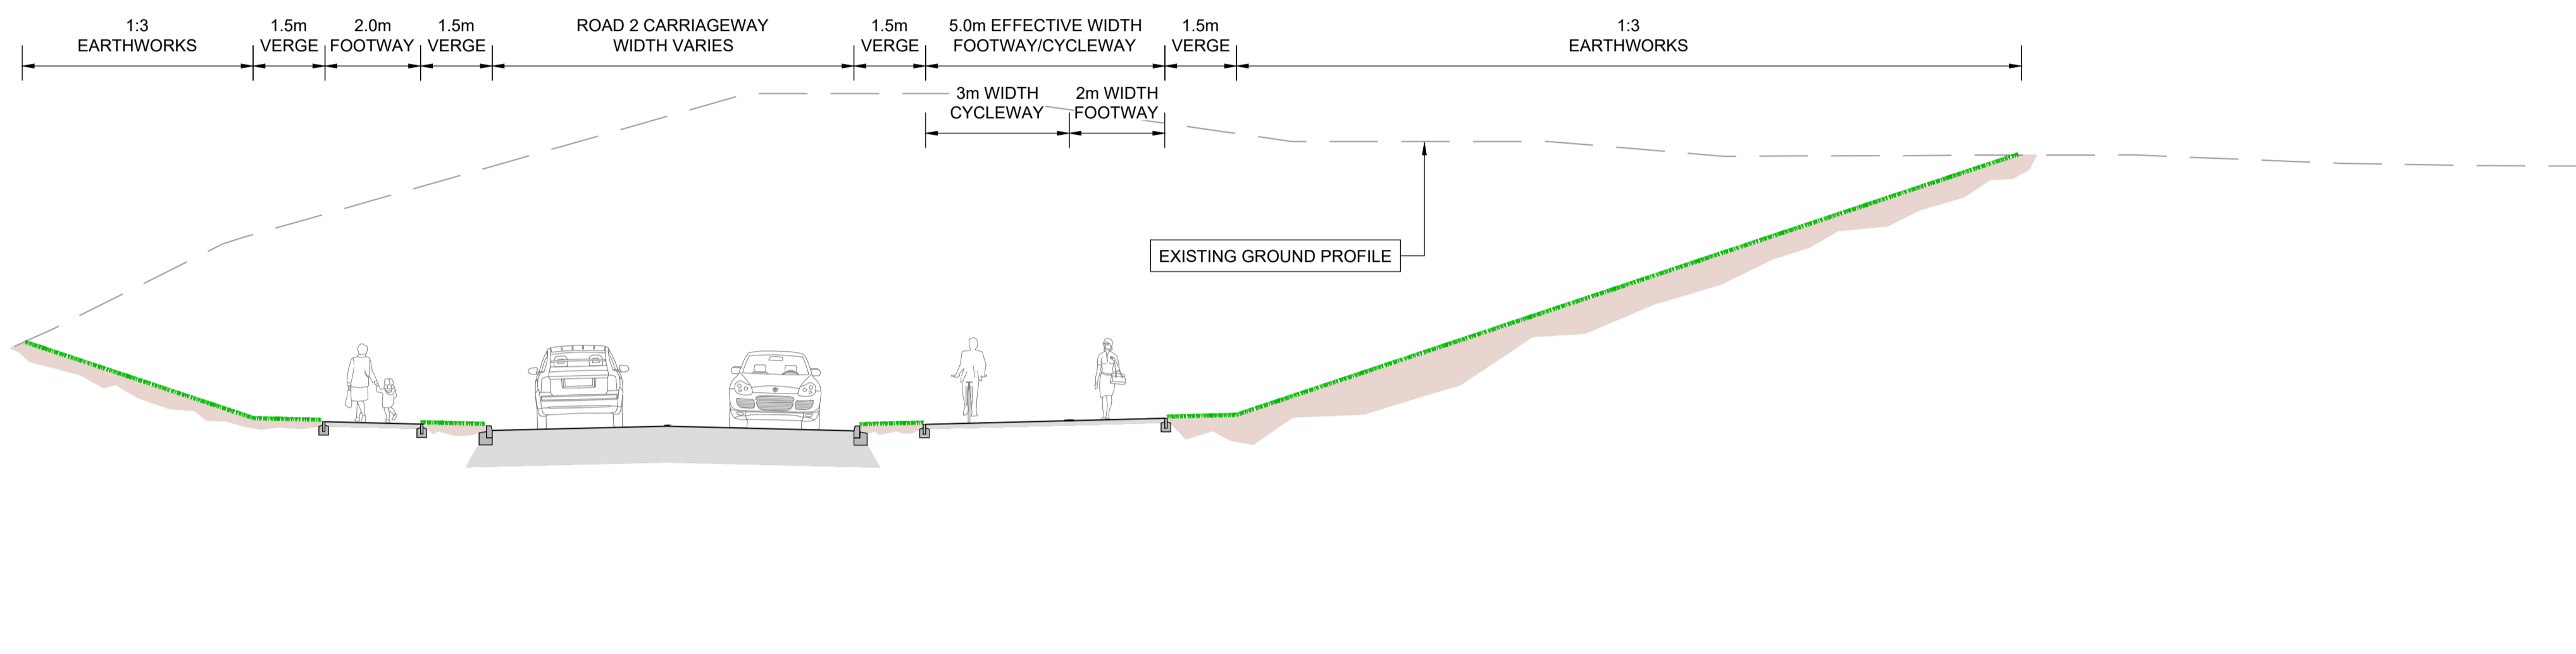 1:3
EARTHWORKS
1.5m
VERGE
2.0m
FOOTWAY
1.5m
VERGE
ROAD 2 CARRIAGEWAY
WIDTH VARIES
1.5m
VERGE
5.0m EFFECTIVE WIDTH
FOOTWAY/CYCLEWAY
1.5m
VERGE
1:3
EARTHWORKS
3m WIDTH
CYCLEWAY
2m WIDTH
FOOTWAY
EXISTING GROUND PROFILE